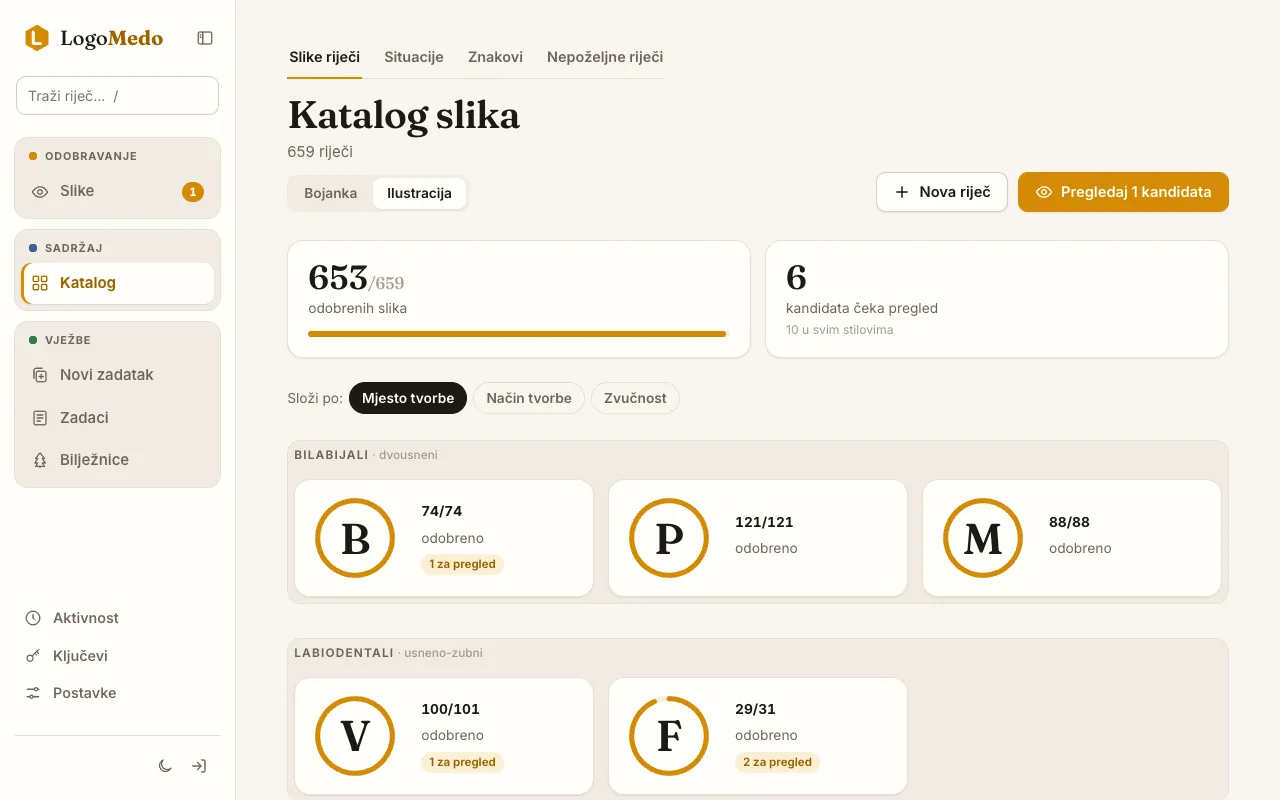 LogoMedo
Traži riječ... /
ODOBRAVANJE
Slike 1
SADRŽAJ
Katalog
VJEŽBE
Novi zadatak
Zadaci
Bilježnice
Aktivnost
Ključevi
Postavke
Slike riječi Situacije Znakovi Nepoželjne riječi
Katalog slika
659 riječi
Bojanka Ilustracija
Nova riječ
Pregledaj 1 kandidata
653/659
odobrenih slika
6
kandidata čeka pregled
10 u svim stilovima
Složi po: Mjesto tvorbe Način tvorbe Zvučnost
BILABIJALI · dvousneni
B
74/74
odobreno
1 za pregled
P
121/121
odobreno
M
88/88
odobreno
LABIODENTALI · usneno-zubni
V
100/101
odobreno
1 za pregled
F
29/31
odobreno
2 za pregled